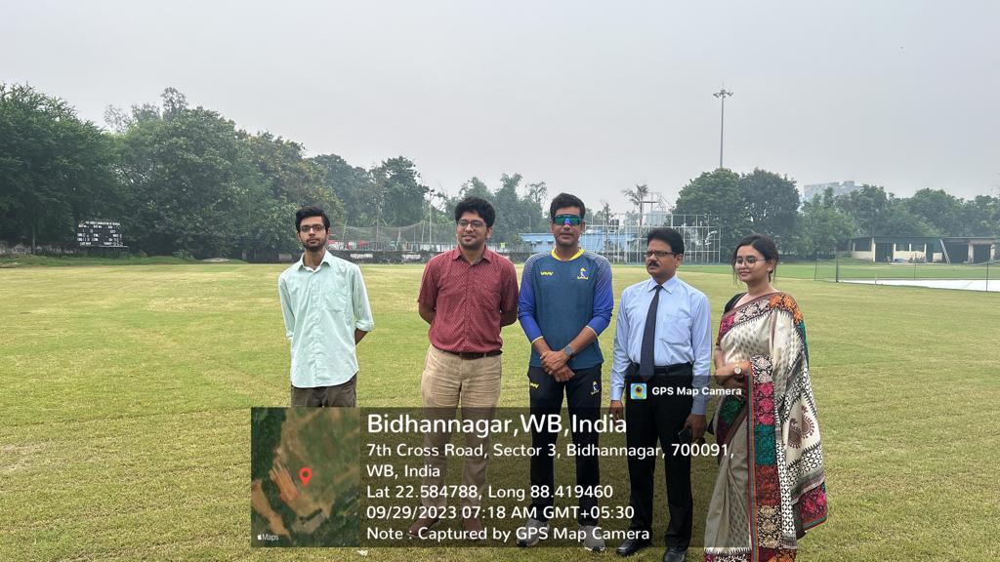 GPS Map Camera
Bidhannagar,WB,India
7th Cross Road, Sector 3, Bidhannagar, 700091,
WB, India
Lat 22.584788, Long 88.419460
09/29/2023 07:18 AM GMT+05:30
Note : Captured by GPS Map Camera
Maps